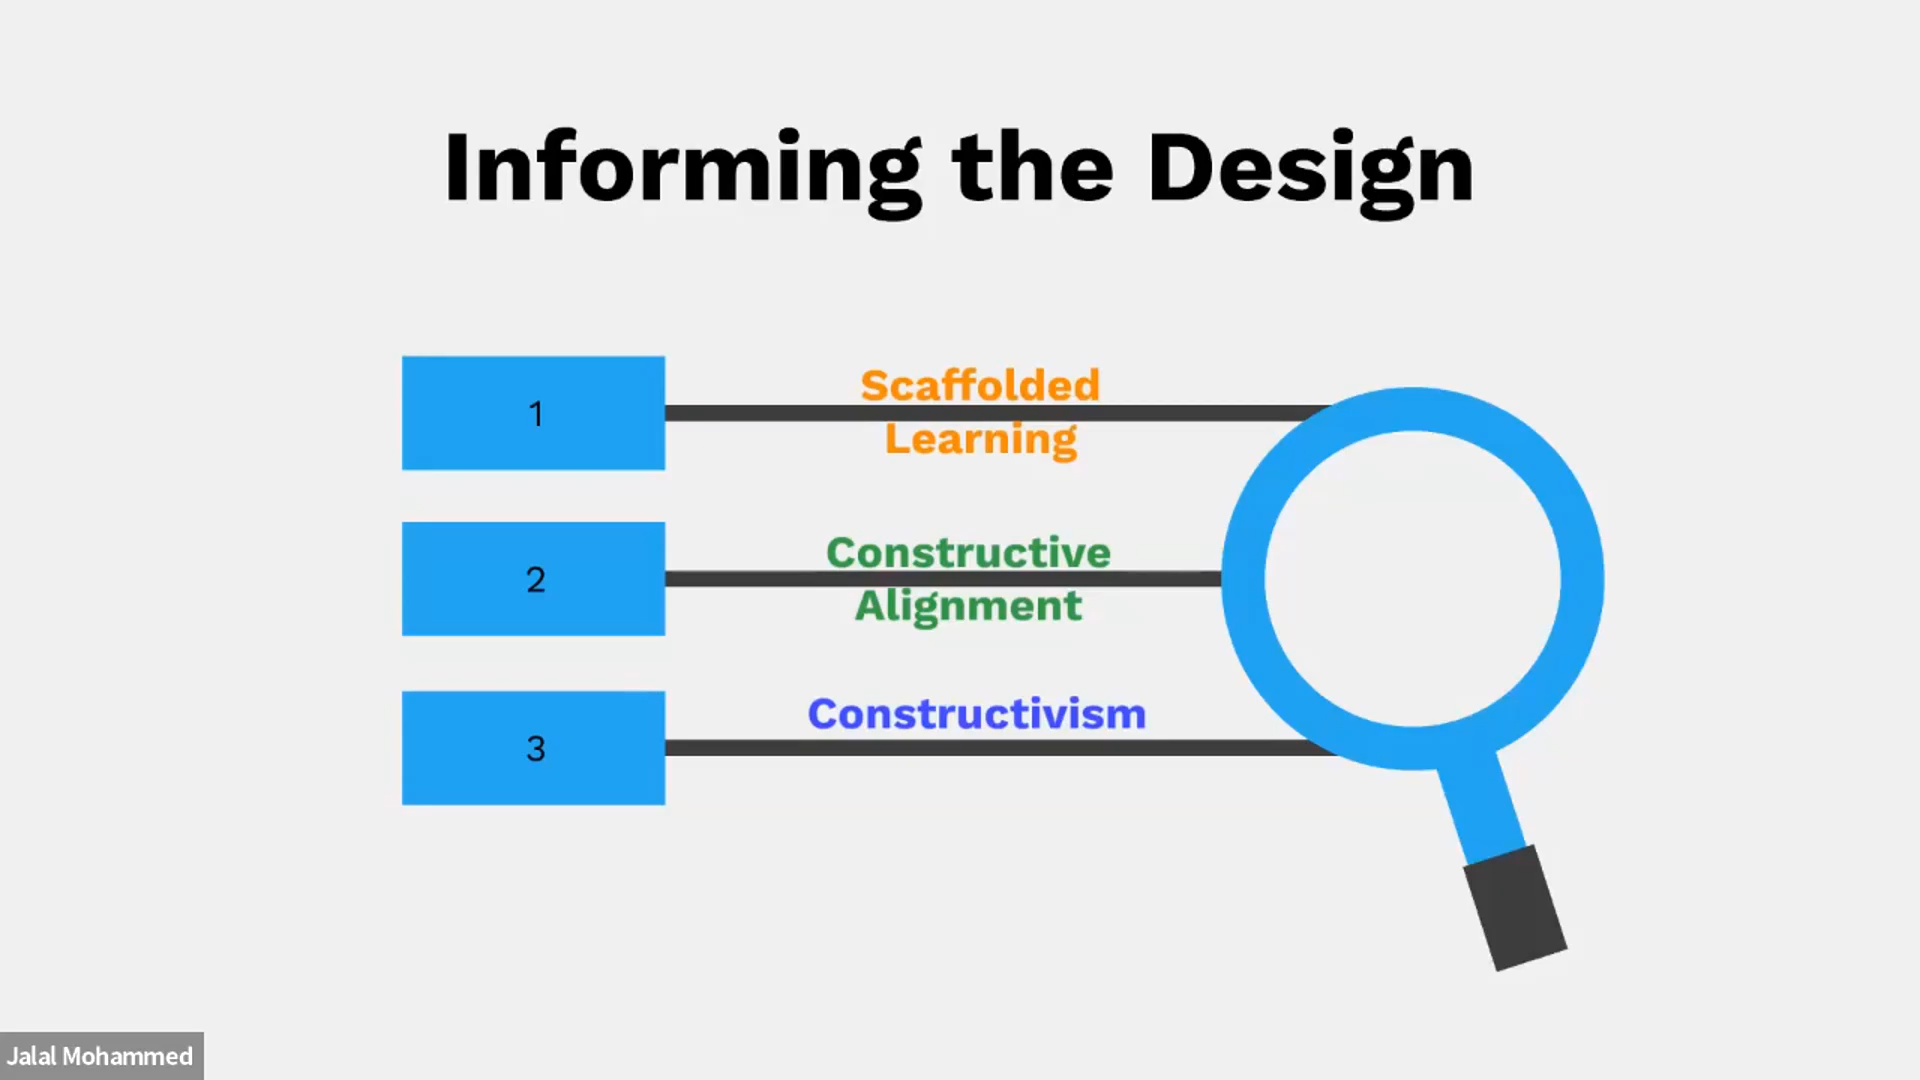 Informing the Design
1
Scaffolded
Learning
2
Constructive
Alignment
3
Constructivism
Jalal Mohammed